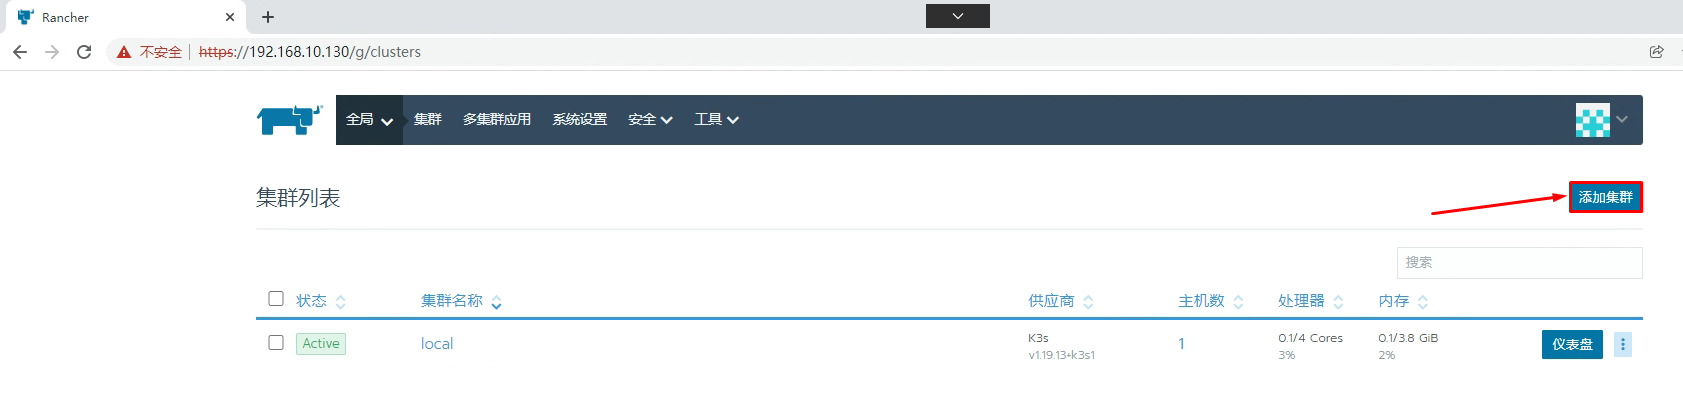 Rancher
不安全 https://192.168.10.130/g/clusters
全局 集群 多集群应用 系统设置 安全 工具
集群列表
添加集群
搜索
状态 集群名称 供应商 主机数 处理器 内存
Active local K3s 1 0.1/4 Cores 0.1/3.8 GiB 仪表盘
v1.19.13+k3s1 3% 2%